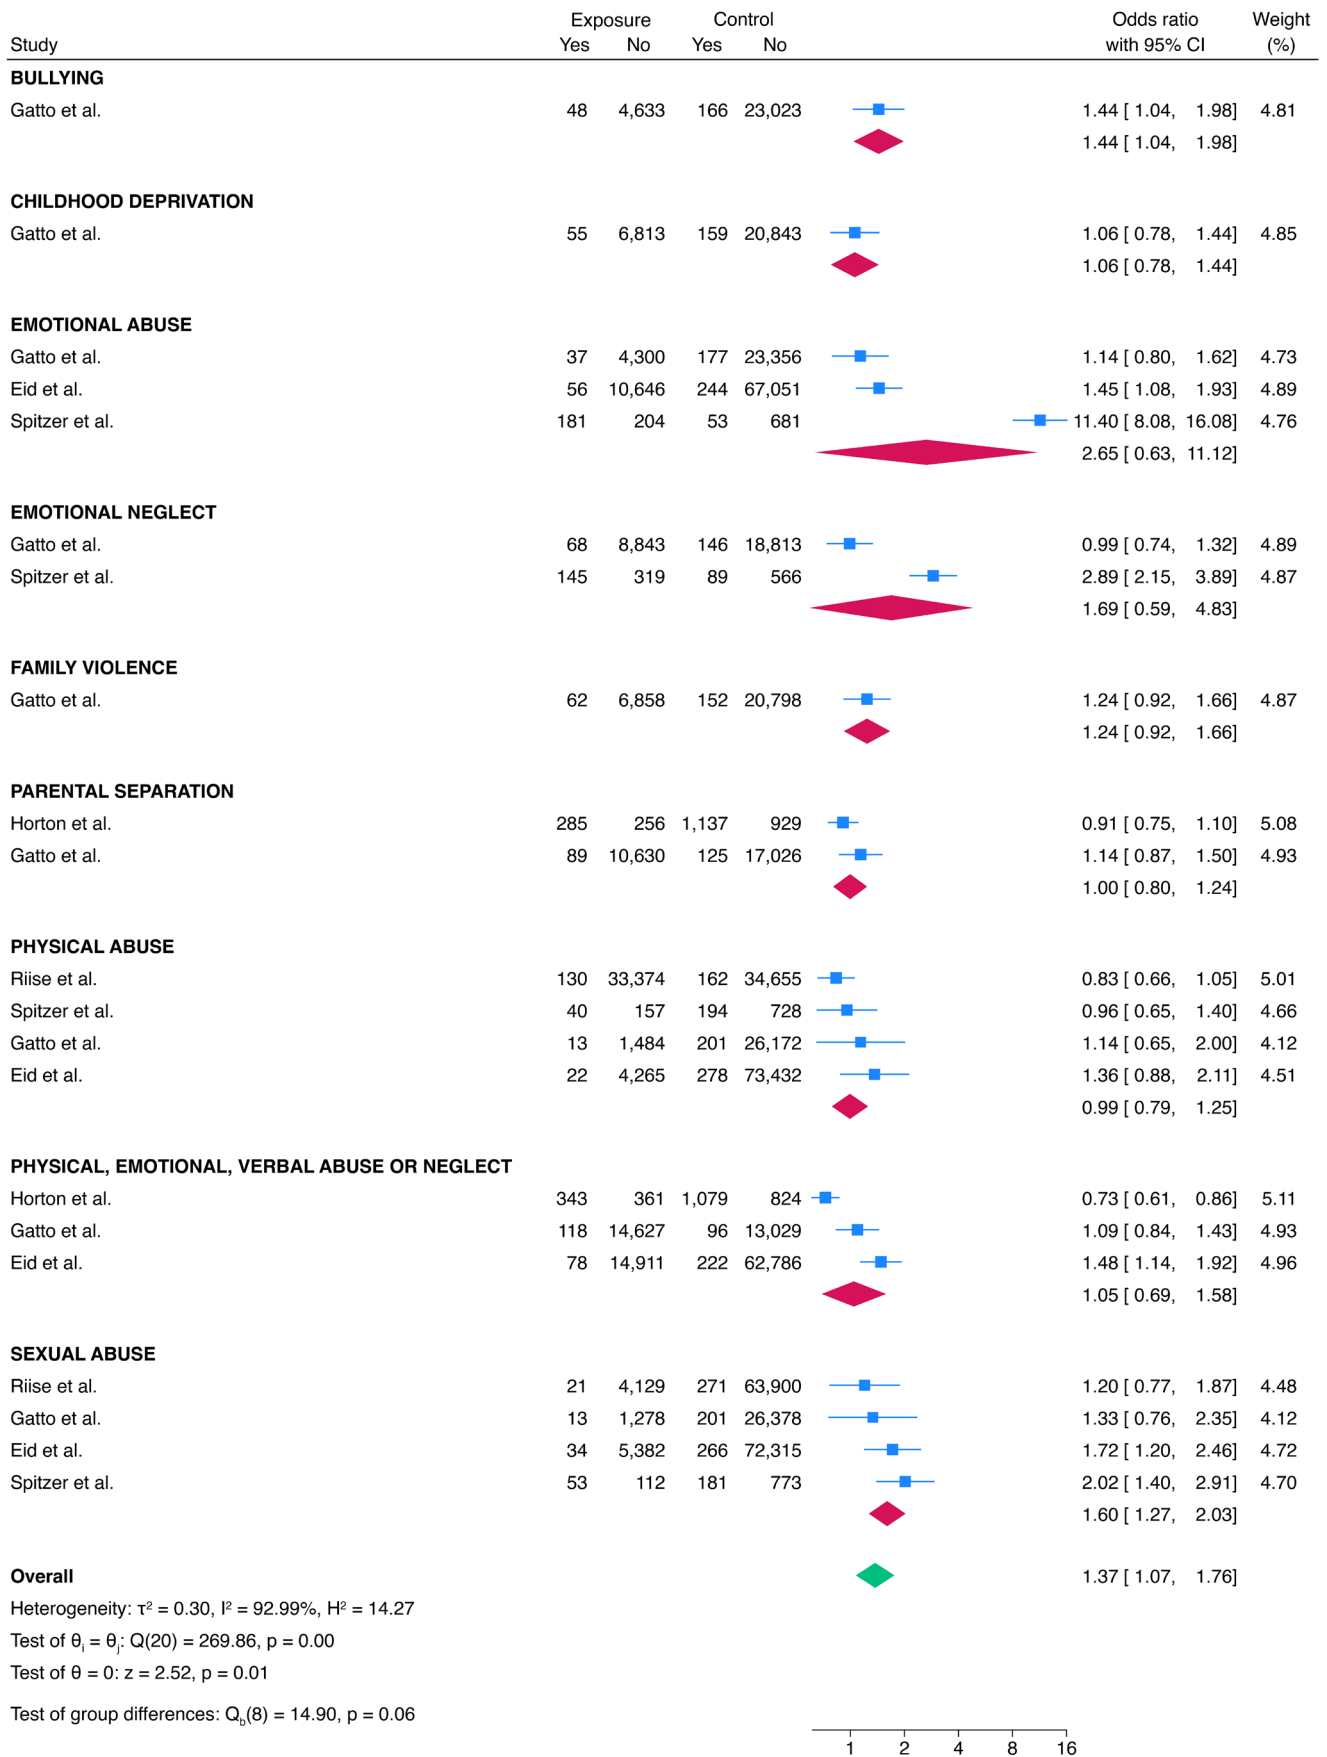 Exposure Control Odds ratio Weight
Study Yes No Yes No with 95% CI (%)
BULLYING
Gatto et al. 48 4,633 166 23,023 1.44 [ 1.04, 1.98] 4.81
1.44 [ 1.04, 1.98]
CHILDHOOD DEPRIVATION
Gatto et al. 55 6,813 159 20,843 1.06 [ 0.78, 1.44] 4.85
1.06 [ 0.78, 1.44]
EMOTIONAL ABUSE
Gatto et al. 37 4,300 177 23,356 1.14 [ 0.80, 1.62] 4.73
Eid et al. 56 10,646 244 67,051 1.45 [ 1.08, 1.93] 4.89
Spitzer et al. 181 204 53 681 11.40 [ 8.08, 16.08] 4.76
2.65 [ 0.63, 11.12]
EMOTIONAL NEGLECT
Gatto et al. 68 8,843 146 18,813 0.99 [ 0.74, 1.32] 4.89
Spitzer et al. 145 319 89 566 2.89 [ 2.15, 3.89] 4.87
1.69 [ 0.59, 4.83]
FAMILY VIOLENCE
Gatto et al. 62 6,858 152 20,798 1.24 [ 0.92, 1.66] 4.87
1.24 [ 0.92, 1.66]
PARENTAL SEPARATION
Horton et al. 285 256 1,137 929 0.91 [ 0.75, 1.10] 5.08
Gatto et al. 89 10,630 125 17,026 1.14 [ 0.87, 1.50] 4.93
1.00 [ 0.80, 1.24]
PHYSICAL ABUSE
Riise et al. 130 33,374 162 34,655 0.83 [ 0.66, 1.05] 5.01
Spitzer et al. 40 157 194 728 0.96 [ 0.65, 1.40] 4.66
Gatto et al. 13 1,484 201 26,172 1.14 [ 0.65, 2.00] 4.12
Eid et al. 22 4,265 278 73,432 1.36 [ 0.88, 2.11] 4.51
0.99 [ 0.79, 1.25]
PHYSICAL, EMOTIONAL, VERBAL ABUSE OR NEGLECT
Horton et al. 343 361 1,079 824 0.73 [ 0.61, 0.86] 5.11
Gatto et al. 118 14,627 96 13,029 1.09 [ 0.84, 1.43] 4.93
Eid et al. 78 14,911 222 62,786 1.48 [ 1.14, 1.92] 4.96
1.05 [ 0.69, 1.58]
SEXUAL ABUSE
Riise et al. 21 4,129 271 63,900 1.20 [ 0.77, 1.87] 4.48
Gatto et al. 13 1,278 201 26,378 1.33 [ 0.76, 2.35] 4.12
Eid et al. 34 5,382 266 72,315 1.72 [ 1.20, 2.46] 4.72
Spitzer et al. 53 112 181 773 2.02 [ 1.40, 2.91] 4.70
1.60 [ 1.27, 2.03]
Overall 1.37 [ 1.07, 1.76]
Heterogeneity: τ² = 0.30, I² = 92.99%, H² = 14.27
Test of θᵢ = θⱼ: Q(20) = 269.86, p = 0.00
Test of θ = 0: z = 2.52, p = 0.01
Test of group differences: Q_b(8) = 14.90, p = 0.06
1 2 4 8 16